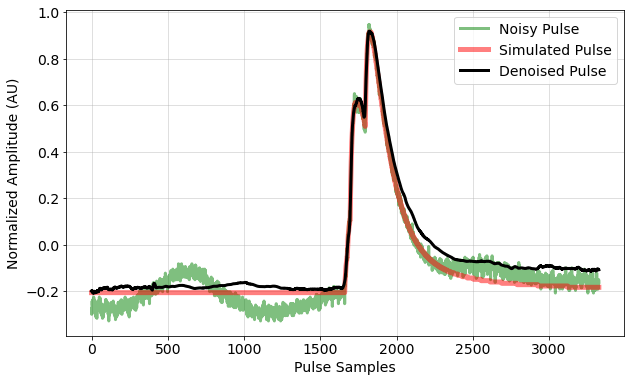 1.0
0.8
0.6
0.4
0.2
0.0
−0.2
Normalized Amplitude (AU)
Noisy Pulse
Simulated Pulse
Denoised Pulse
0 500 1000 1500 2000 2500 3000
Pulse Samples